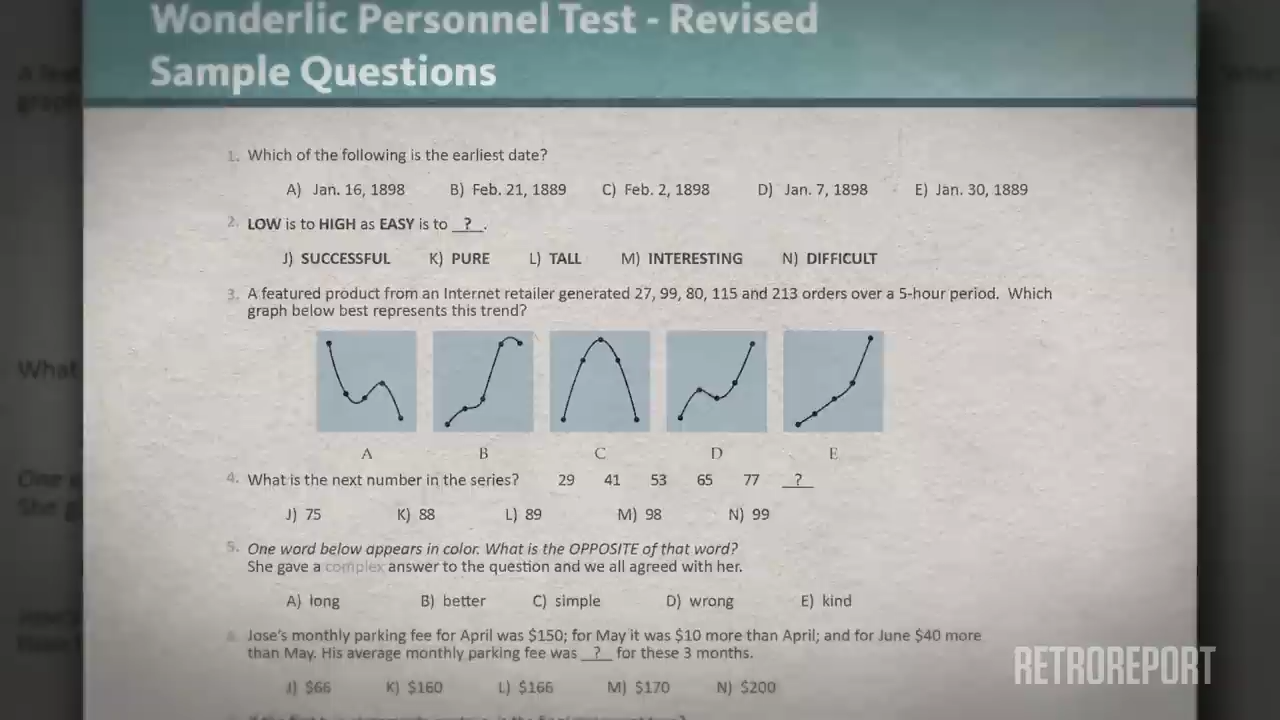 Wonderlic Personnel Test - Revised
Sample Questions
1. Which of the following is the earliest date?
A) Jan. 16, 1898 B) Feb. 21, 1889 C) Feb. 2, 1898 D) Jan. 7, 1898 E) Jan. 30, 1889
2. LOW is to HIGH as EASY is to ?.
J) SUCCESSFUL K) PURE L) TALL M) INTERESTING N) DIFFICULT
3. A featured product from an Internet retailer generated 27, 99, 80, 115 and 213 orders over a 5-hour period. Which
graph below best represents this trend?
A B C D E
4. What is the next number in the series? 29 41 53 65 77 ?
J) 75 K) 88 L) 89 M) 98 N) 99
5. One word below appears in color. What is the OPPOSITE of that word?
She gave a complex answer to the question and we all agreed with her.
A) long B) better C) simple D) wrong E) kind
Jose's monthly parking fee for April was $150; for May it was $10 more than April; and for June $40 more
than May. His average monthly parking fee was ? for these 3 months.
J) $66 K) $160 L) $166 M) $170 N) $200
RETROREPORT
What
One
She